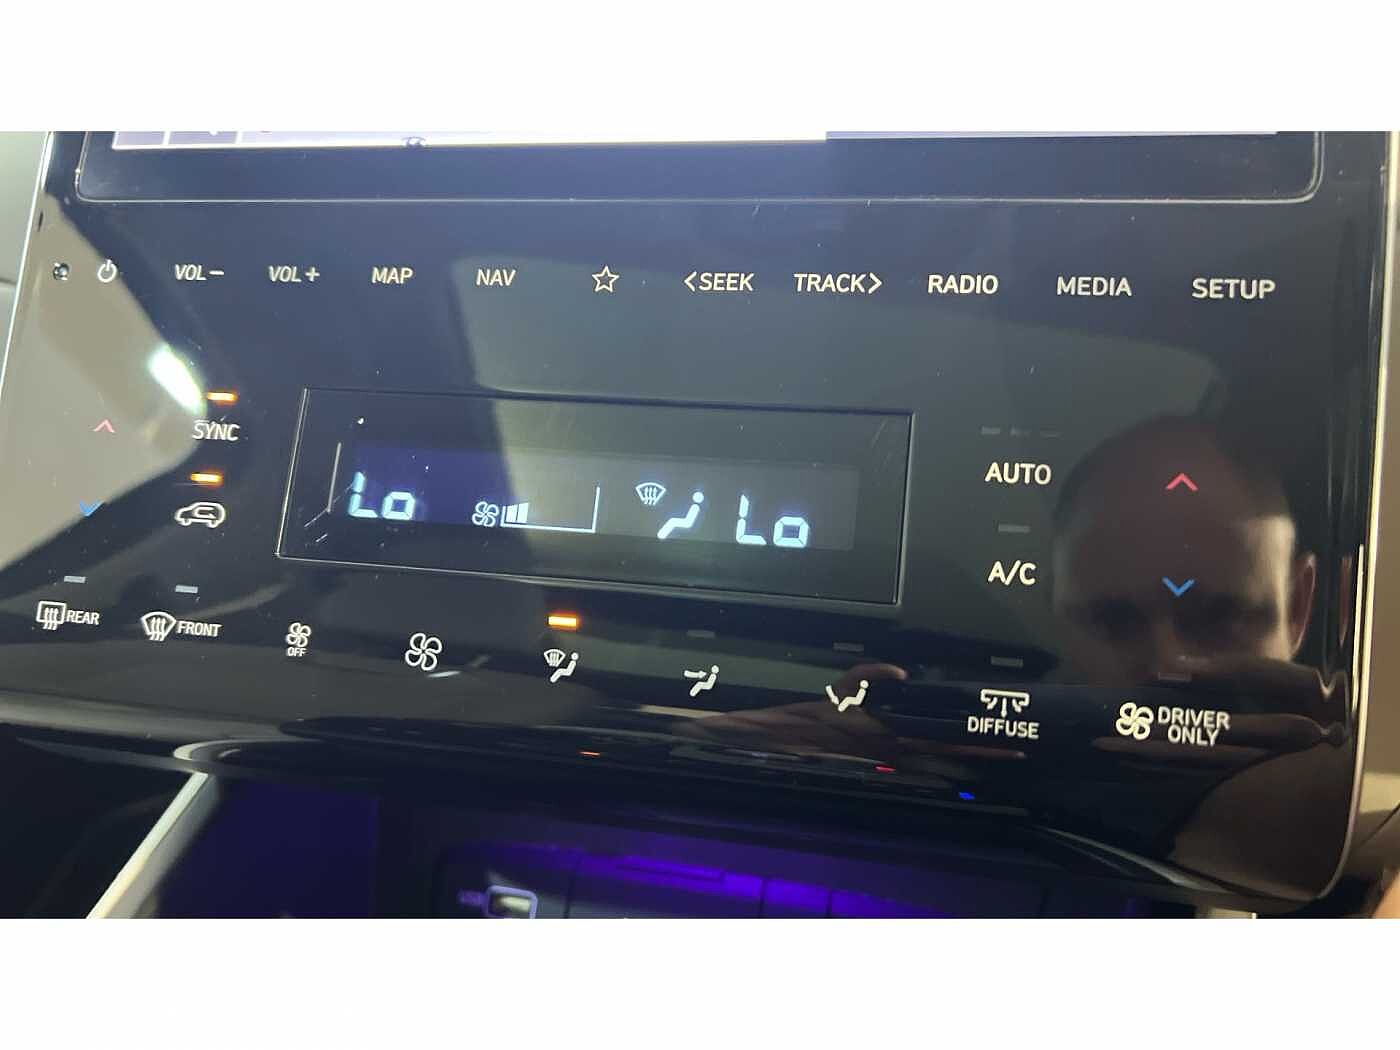 VOL− VOL+ MAP NAV <SEEK TRACK> RADIO MEDIA SETUP
SYNC
Lo Lo
AUTO
A/C
REAR
FRONT
OFF
DIFFUSE
DRIVER
ONLY